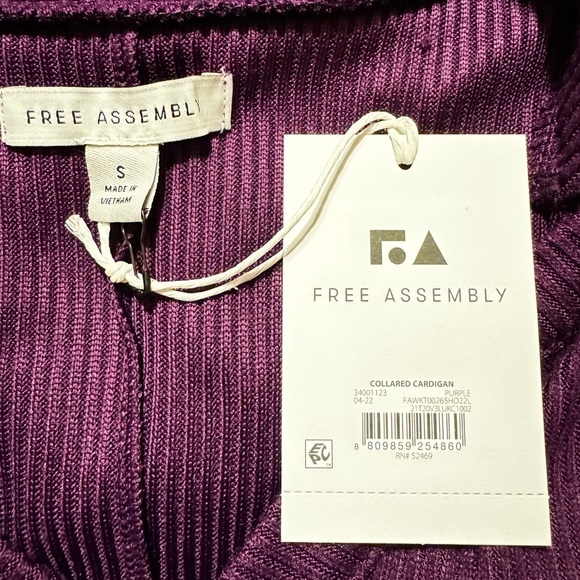 FREE ASSEMBLY
S
MADE IN
VIETNAM
FREE ASSEMBLY
COLLARED CARDIGAN
34001123 PURPLE
04-22 FAWKT00265HO22L
21T20V3LUKC1002
8 809859 254860
RN# 52469
EPC